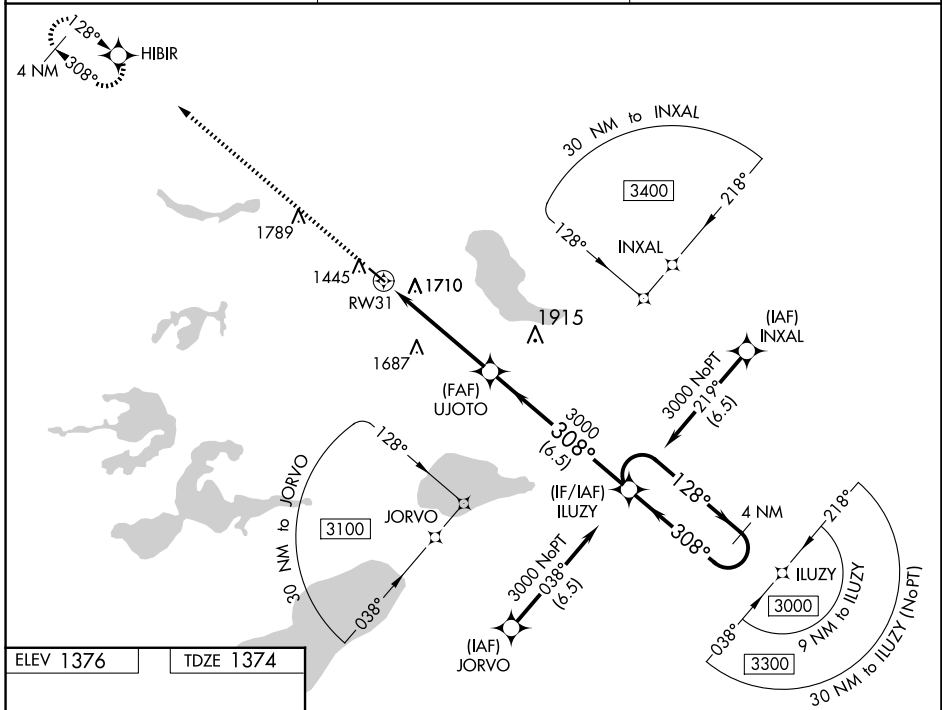 128°
HIBIR
4 NM
308°
30 NM to INXAL
3400
218°
128°
INXAL
1789
1445
RW31
1710
1915
1687
(IAF)
INXAL
3000 NoPT
219°
(6.5)
(FAF)
UJOTO
3000
308°
(6.5)
128°
30 NM to JORVO
JORVO
3100
038°
(IF/IAF)
ILUZY
128°
4 NM
308°
3000 NoPT
038°
(6.5)
(IAF)
JORVO
218°
ILUZY
3000
038°
9 NM to ILUZY
3300
30 NM to ILUZY (NoPT)
ELEV 1376
TDZE 1374